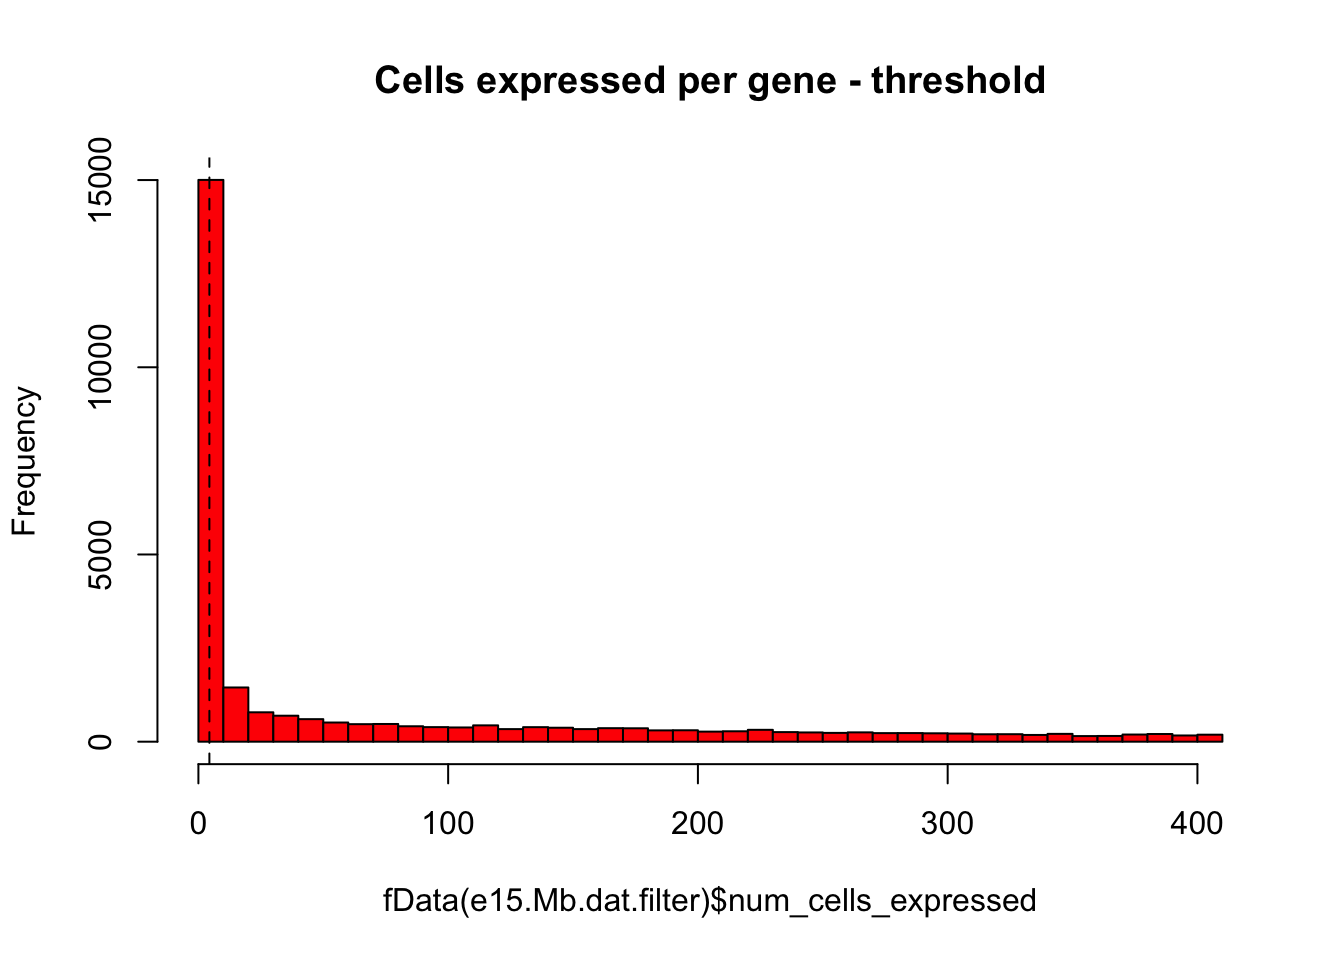 Cells expressed per gene - threshold
15000
10000
5000
0
Frequency
0 100 200 300 400
fData(e15.Mb.dat.filter)$num_cells_expressed